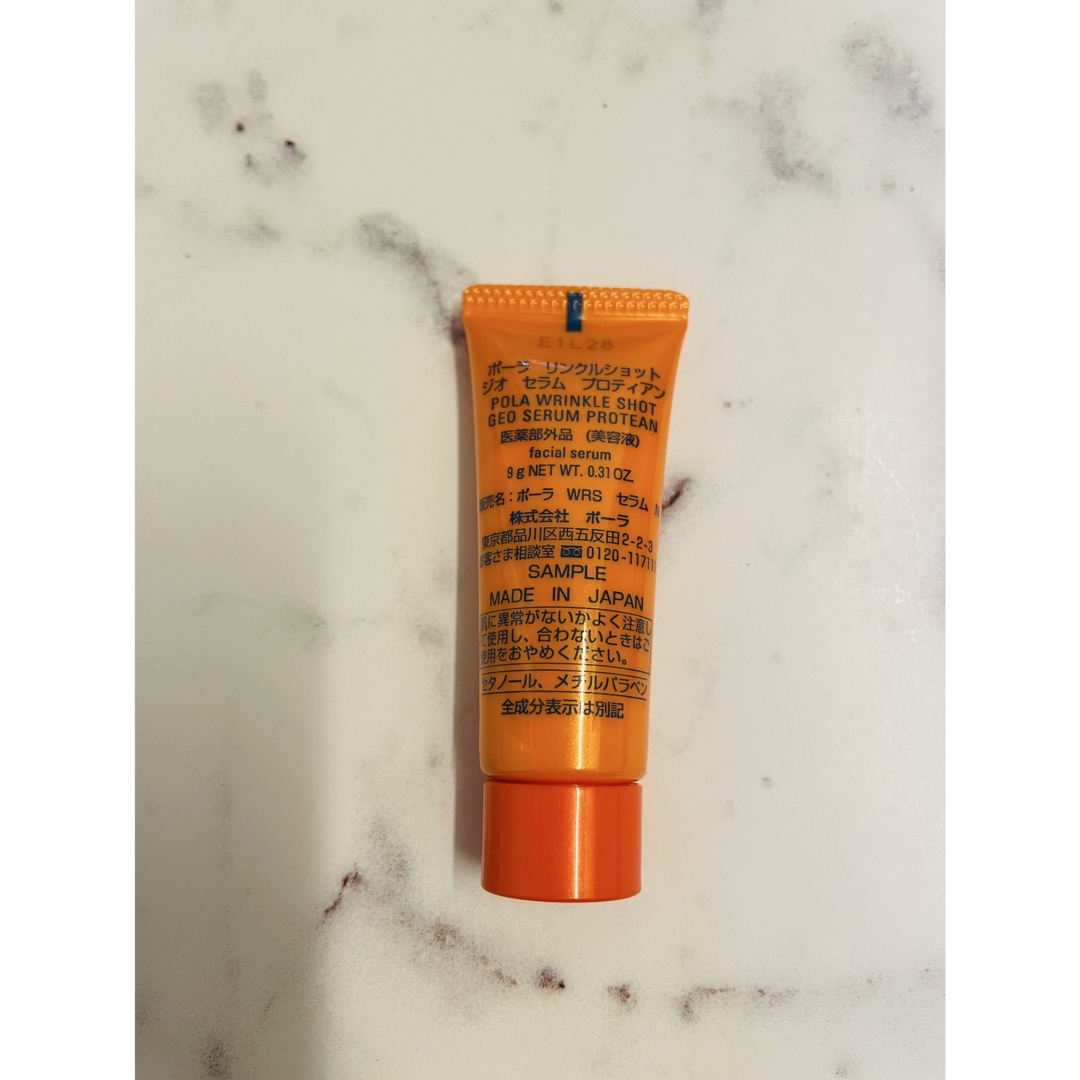 E1L28
ポーラ リンクルショット
ジオ セラム プロティアン
POLA WRINKLE SHOT
GEO SERUM PROTEAN
医薬部外品 (美容液)
facial serum
9 g NET WT. 0.31 OZ.
販売名：ポーラ WRS セラム
株式会社 ポーラ
東京都品川区西五反田2-2-3
お客さま相談室 0120-11711
SAMPLE
MADE IN JAPAN
肌に異常がないかよく注意し
て使用し、合わないときはご
使用をおやめください。
セタノール、メチルパラベン
全成分表示は別記